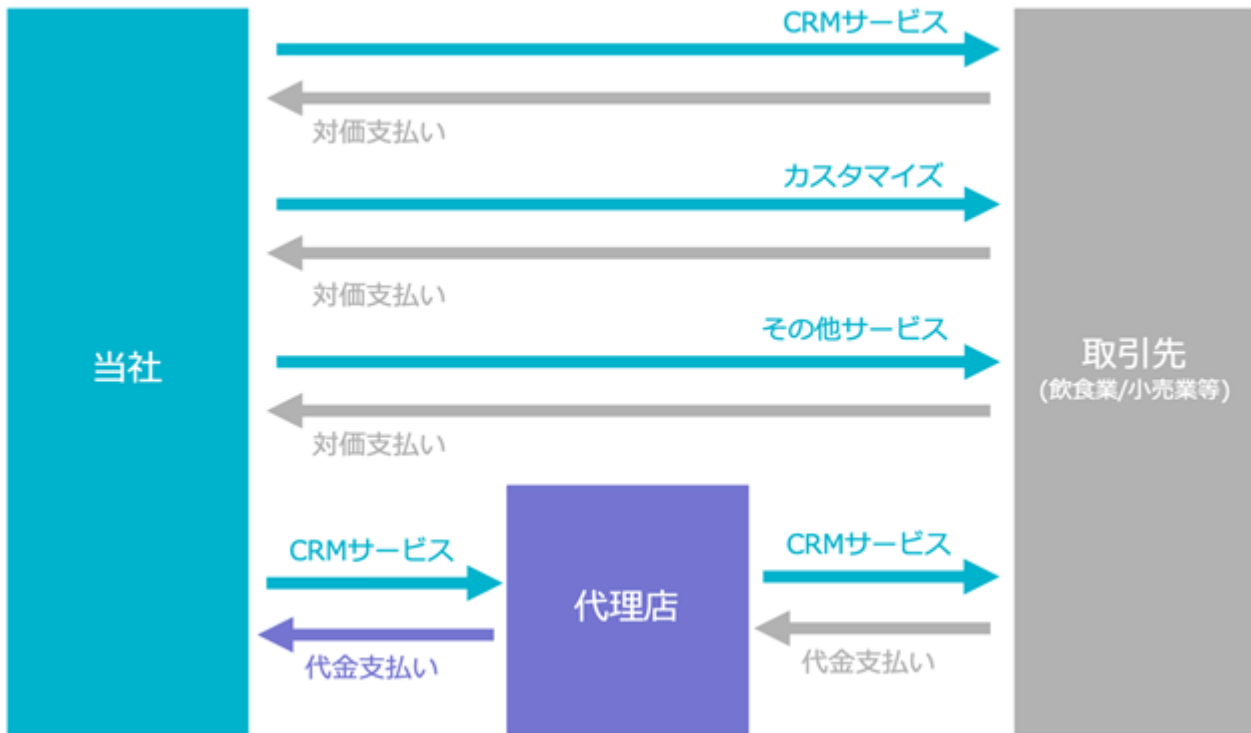 CRMサービス
対価支払い
カスタマイズ
対価支払い
その他サービス
当社
取引先
(飲食業/小売業等)
対価支払い
CRMサービス
CRMサービス
代理店
代金支払い
代金支払い